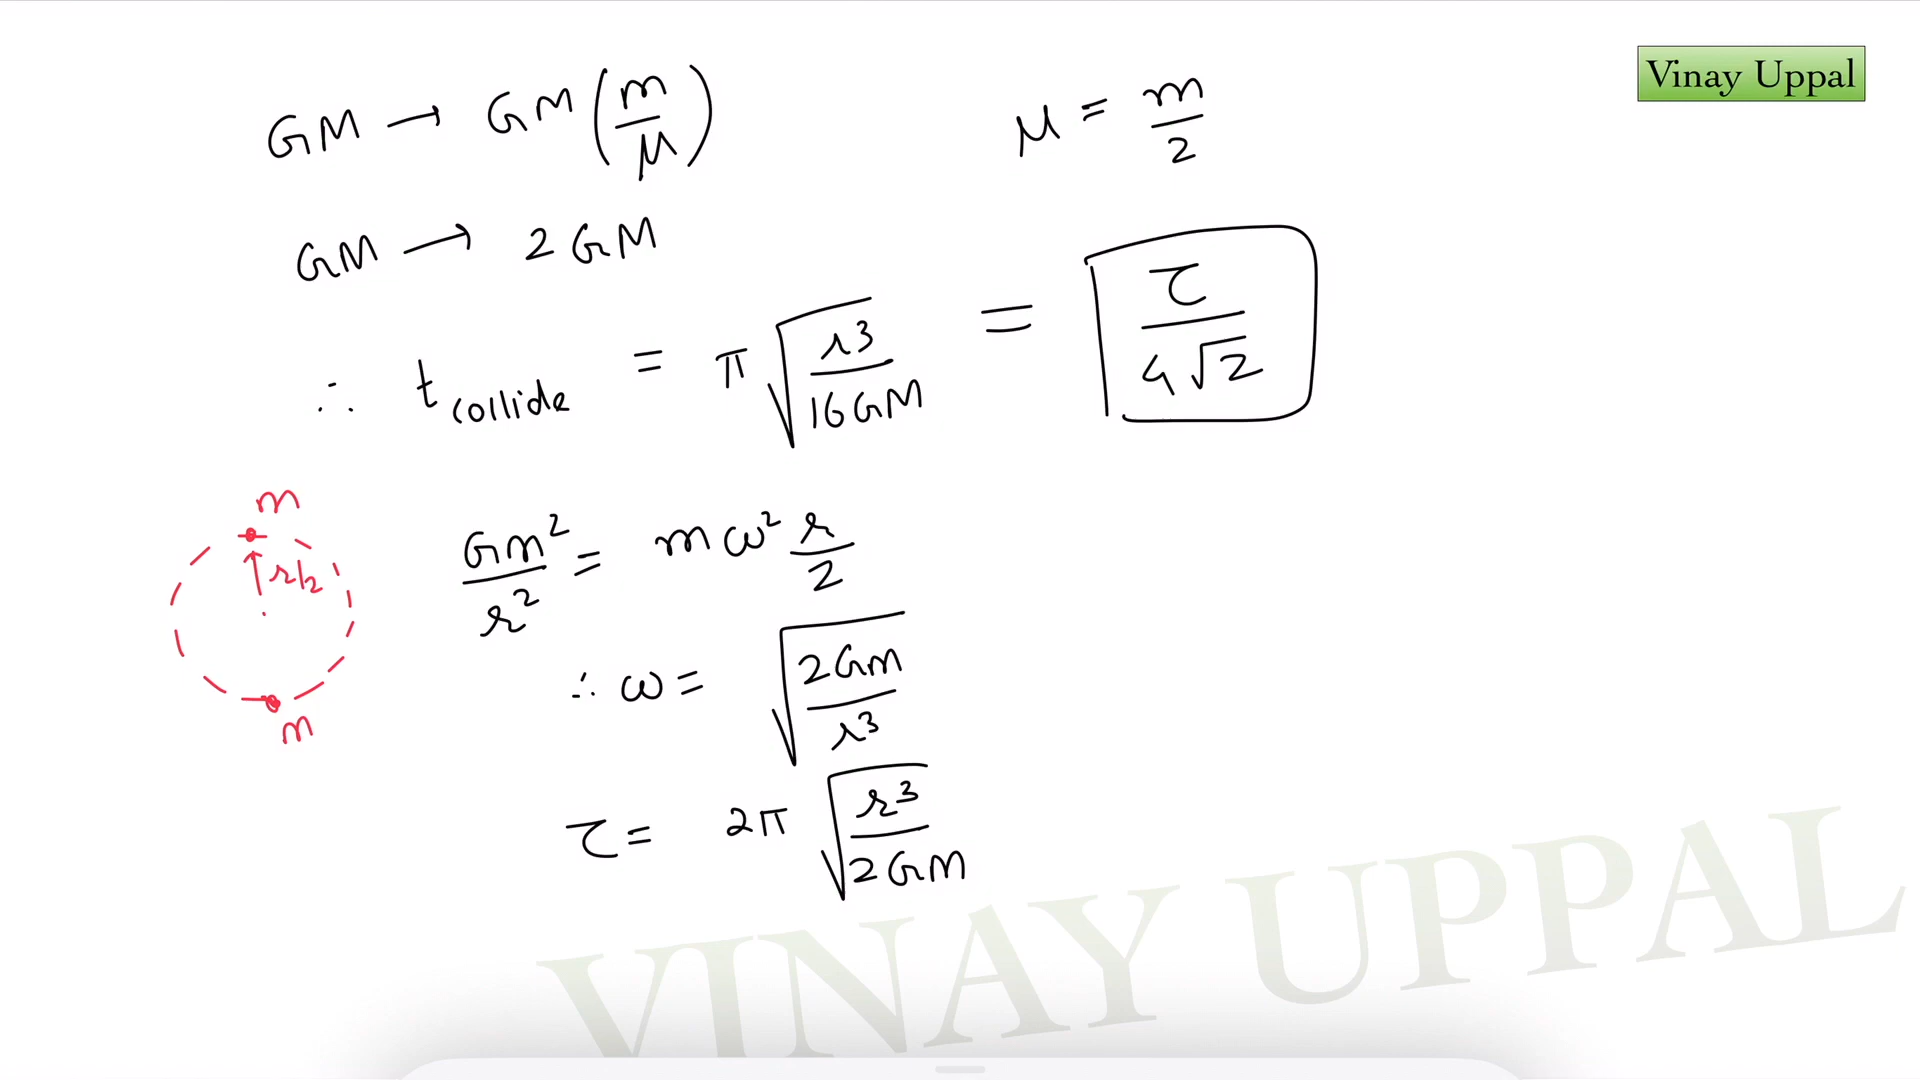 Vinay Uppal
GM → GM (m/μ)
μ = m/2
GM → 2GM
∴ t collide = π √(r³/16GM) = τ/4√2
m
r/2
m
Gm²/r² = mω² r/2
∴ ω = √(2Gm/r³)
τ = 2π √(r³/2GM)
VINAY UPPAL